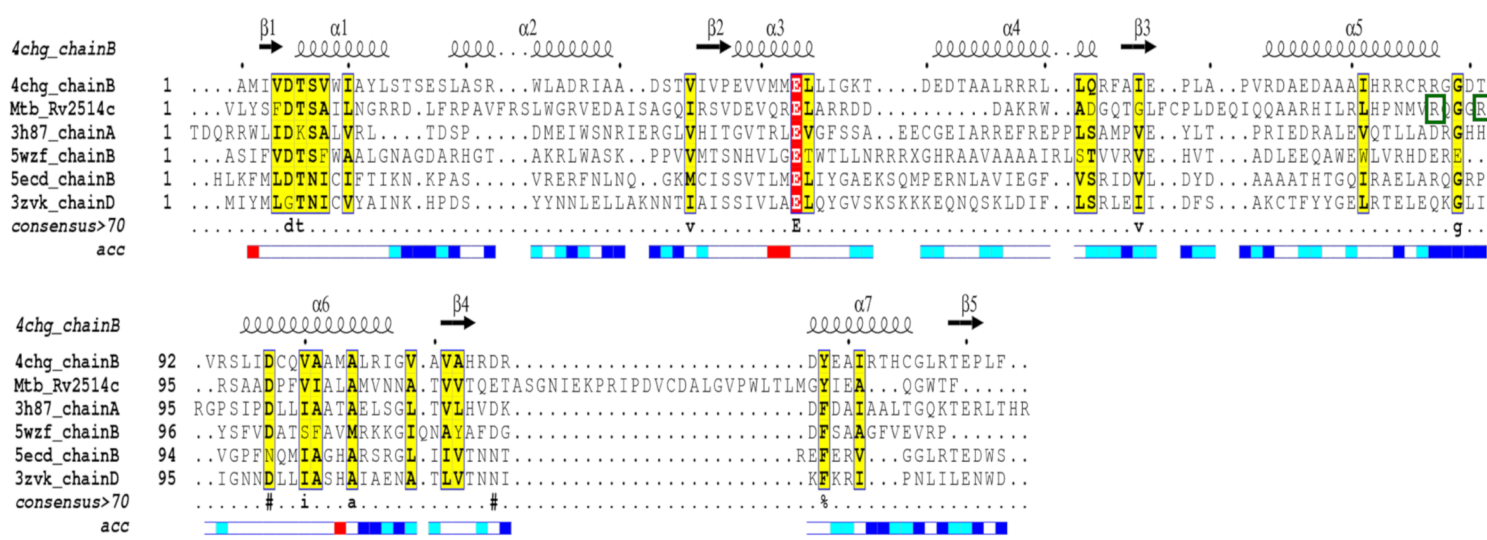 β1 α1 α2 β2 α3 α4 β3 α5
4chg_chainB
4chg_chainB 1 ....AMIVDTSVWIAYLSTSESLASR...WLADRIAA..DSTVIVPEVVMMELLIGKT....DEDTAALRRRL..LQRFAIE..PLA..PVRDAEDAAAIHRRCRRGGDT
Mtb_Rv2514c 1 ...VLYSFDTSAILNGRRD.LFRPAVFRSLWGRVEDAISAGQIRSVDEVQRELARRDD......DAKRW..ADGQTGLFCPLDEQIQQAARHILRLHPNMVRQGGR
3h87_chainA 1 TDQRRWLIDKSALVRL...TDSP....DMEIWSNRIERGLVHITGVTRLEVGFSSA..EECGEIARREFREPPLSAMPVE..YLT..PRIEDRALEVQTLLADRGHH
5wzf_chainB 1 ....ASIFVDTSFWAALGNAGDARHGT...AKRLWASK..PPVVMTSNHVLGETWTLLNRRRXGHRAAVAAAAIRLSTVVRVE..HVT..ADLEEQAWEWLVRHDERE..
5ecd_chainB 1 ..HLKFMLDTNICIFTIKN.KPAS.....VRERFNLNQ..GKMCISSVTLMELIYGAEKSQMPERNLAVIEGF..VSRIDVL..DYD..AAAATHTGQIRAELARQGRP
3zvk_chainD 1 ...MIYMLGTNICVYAINK.HPDS.....YYNNLELLAKNNTIAISSIVLAELQYGVSKSKKKEQNQSKLDIF..LSRLEII..DFS..AKCTFYYGELRTELEQKGLI
consensus>70 ........dt................................v........E............................v..........................g..
acc
α6 β4 α7 β5
4chg_chainB
4chg_chainB 92 ..VRSLIDCQVAAMALRIGV.AVAHRDR.........................DYEAIRTHCGLRTEPLF..
Mtb_Rv2514c 95 ..RSAADPFVIALAMVNNA.TVVTQETASGNIEKPRIPDVCDALGVPWLTLMGYIEA...QGWTF......
3h87_chainA 95 RGPSIPDLLIAATAELSGL.TVLHVDK.........................DFDAIAALTGQKTERLTHR
5wzf_chainB 96 ..YSFVDATSFAVMRKKGIQNAYAFDG.........................DFSAAGFVEVRP.......
5ecd_chainB 94 ..VGPFNQMIAGHARSRGL.IIVTNNT........................REFERV...GGLRTEDWS..
3zvk_chainD 95 ..IGNNDLLIASHAIAENA.TLVTNNI........................KFKRI...PNLILENWD...
consensus>70 ......#..i...a...........#............................%.................
acc